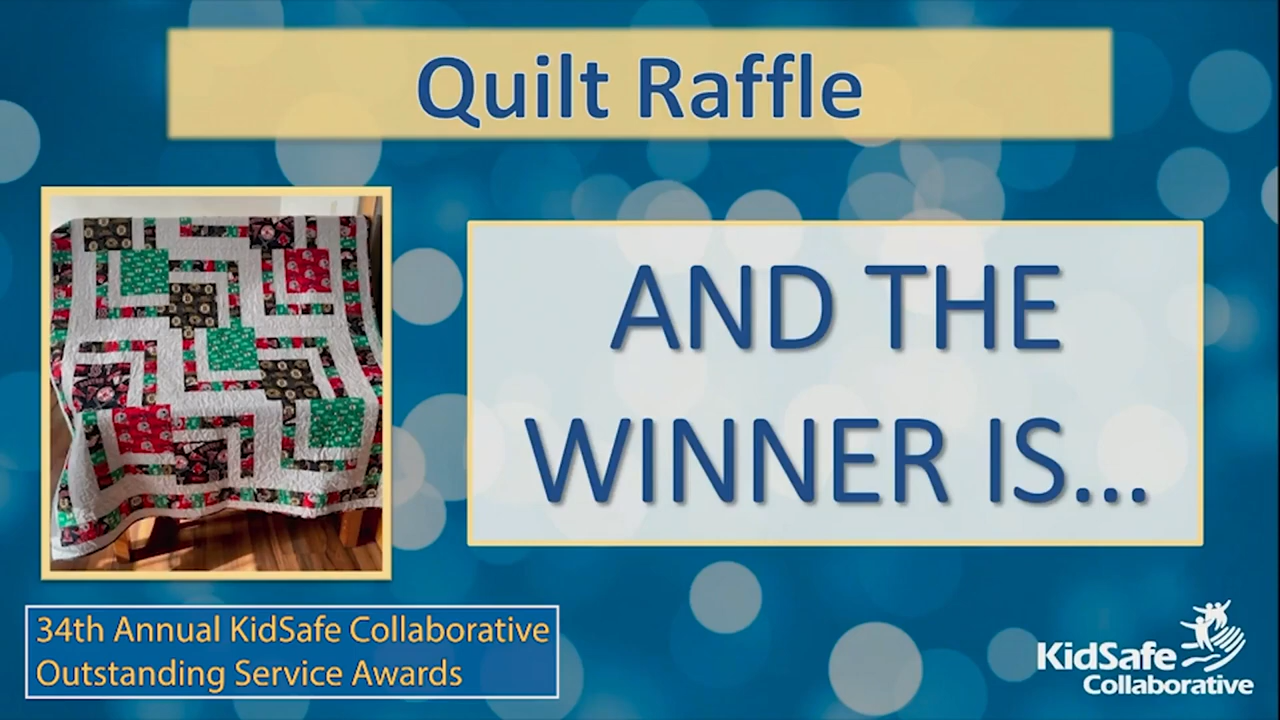 Quilt Raffle
AND THE
WINNER IS...
34th Annual KidSafe Collaborative
Outstanding Service Awards
KidSafe
Collaborative